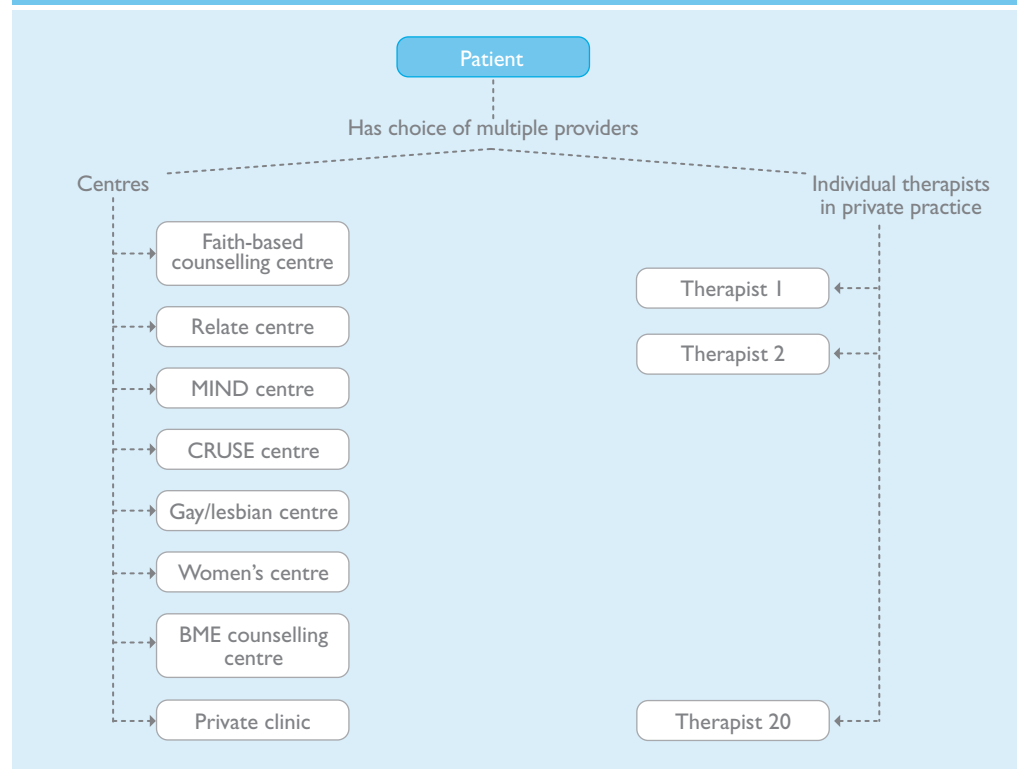 Patient
Has choice of multiple providers
Centres
Faith-based
counselling centre
Relate centre
MIND centre
CRUSE centre
Gay/lesbian centre
Women's centre
BME counselling
centre
Private clinic
Individual therapists
in private practice
Therapist 1
Therapist 2
Therapist 20